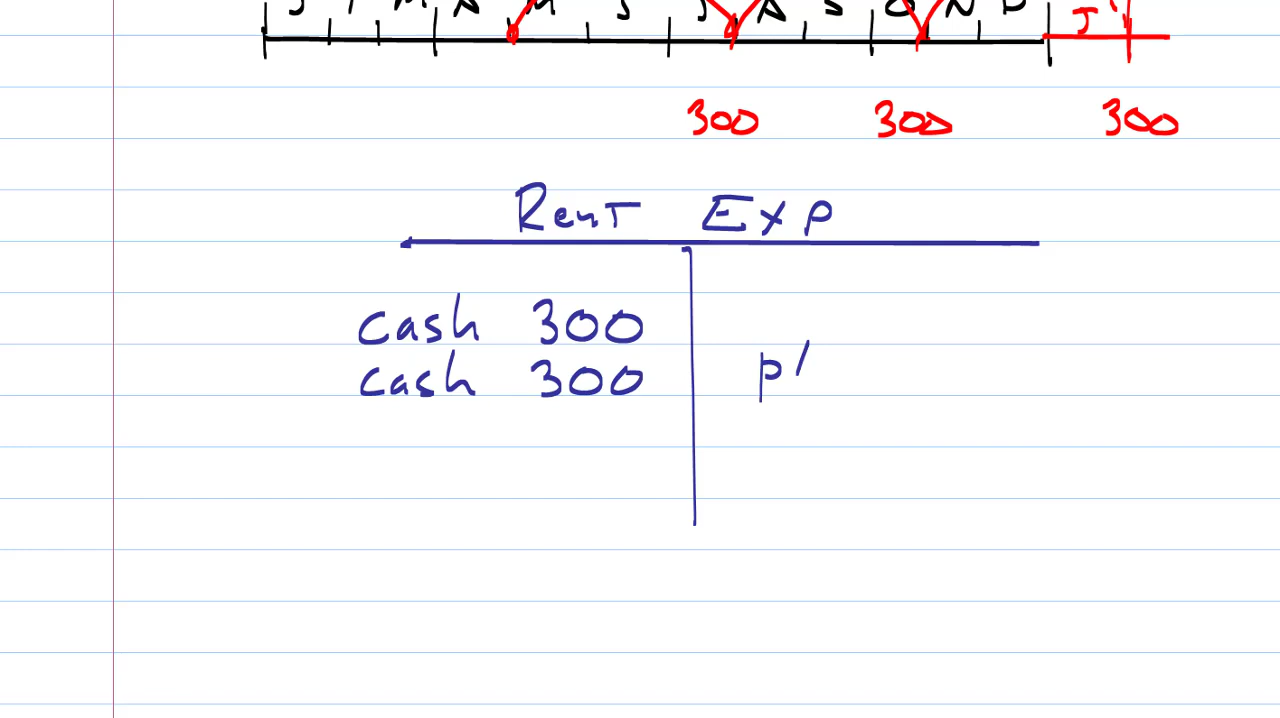 J F M A M J J A S O N D J
300 300 300
Rent Exp
cash 300
cash 300 p/